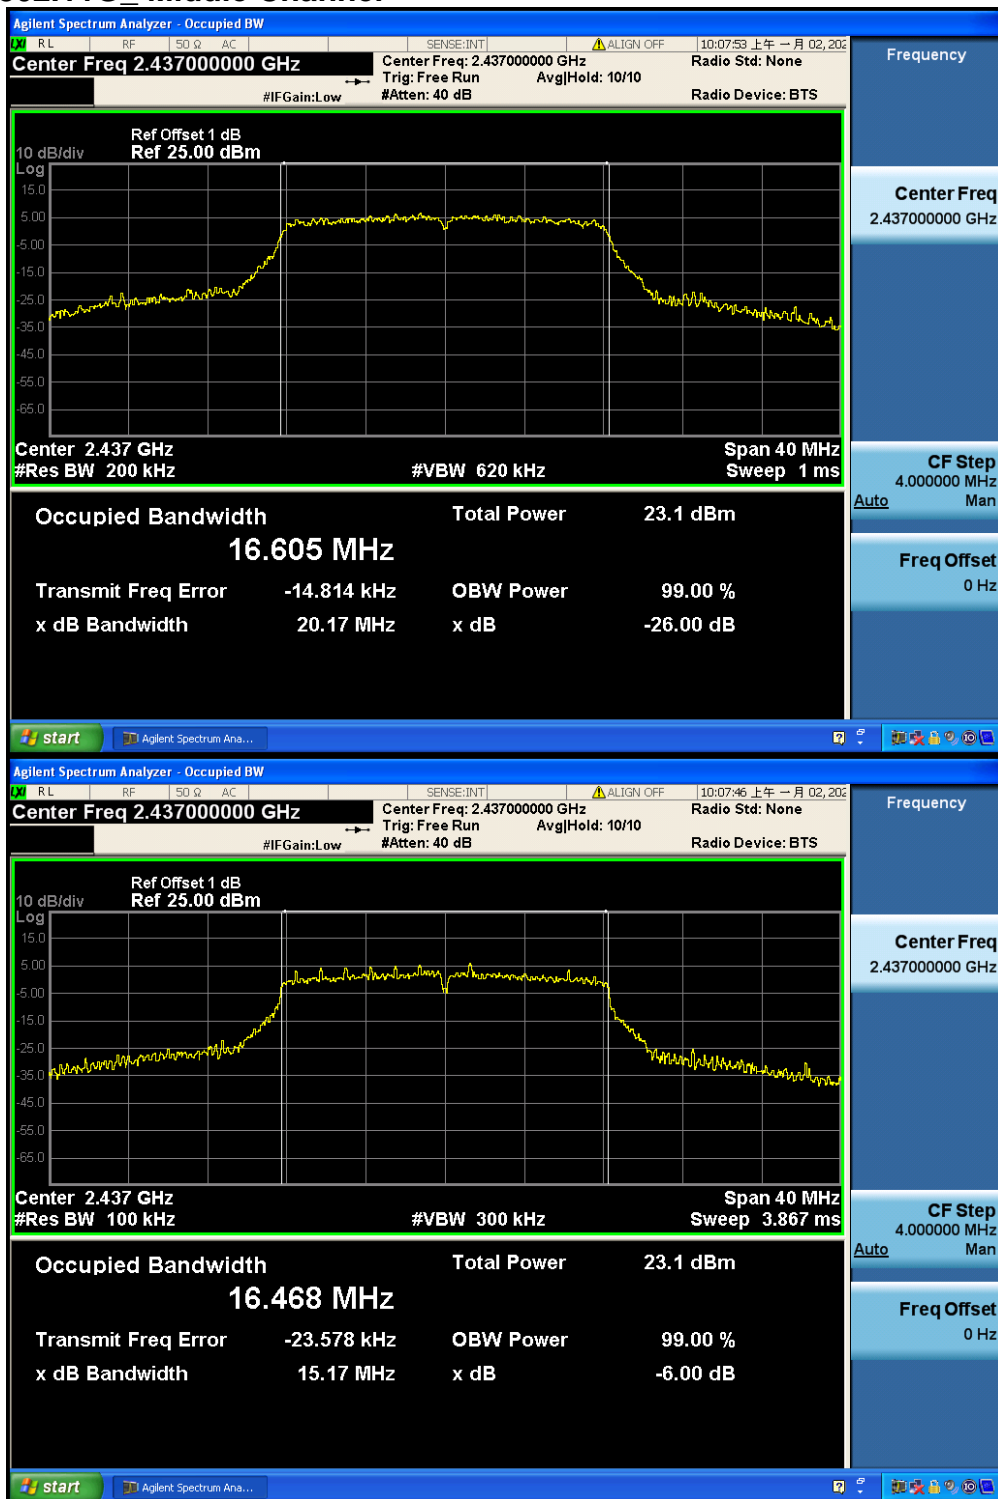 Agilent Spectrum Analyzer - Occupied BW
LXI RL RF 50 Ω AC SENSE:INT ALIGN OFF 10:07:53 上午 一月 02, 202
Center Freq 2.437000000 GHz
Center Freq: 2.437000000 GHz
Radio Std: None
Trig: Free Run Avg|Hold: 10/10
#IFGain:Low #Atten: 40 dB Radio Device: BTS
Frequency
Ref Offset 1 dB
10 dB/div Ref 25.00 dBm
Log
15.0
5.00
-5.00
-15.0
-25.0
-35.0
-45.0
-55.0
-65.0
Center 2.437 GHz Span 40 MHz
#Res BW 200 kHz #VBW 620 kHz Sweep 1 ms
Center Freq
2.437000000 GHz
CF Step
4.000000 MHz
Auto Man
Freq Offset
0 Hz
Occupied Bandwidth Total Power 23.1 dBm
16.605 MHz
Transmit Freq Error -14.814 kHz OBW Power 99.00 %
x dB Bandwidth 20.17 MHz x dB -26.00 dB
start Agilent Spectrum Ana...
Agilent Spectrum Analyzer - Occupied BW
LXI RL RF 50 Ω AC SENSE:INT ALIGN OFF 10:07:46 上午 一月 02, 202
Center Freq 2.437000000 GHz
Center Freq: 2.437000000 GHz
Radio Std: None
Trig: Free Run Avg|Hold: 10/10
#IFGain:Low #Atten: 40 dB Radio Device: BTS
Frequency
Ref Offset 1 dB
10 dB/div Ref 25.00 dBm
Log
15.0
5.00
-5.00
-15.0
-25.0
-35.0
-45.0
-55.0
-65.0
Center 2.437 GHz Span 40 MHz
#Res BW 100 kHz #VBW 300 kHz Sweep 3.867 ms
Center Freq
2.437000000 GHz
CF Step
4.000000 MHz
Auto Man
Freq Offset
0 Hz
Occupied Bandwidth Total Power 23.1 dBm
16.468 MHz
Transmit Freq Error -23.578 kHz OBW Power 99.00 %
x dB Bandwidth 15.17 MHz x dB -6.00 dB
start Agilent Spectrum Ana...